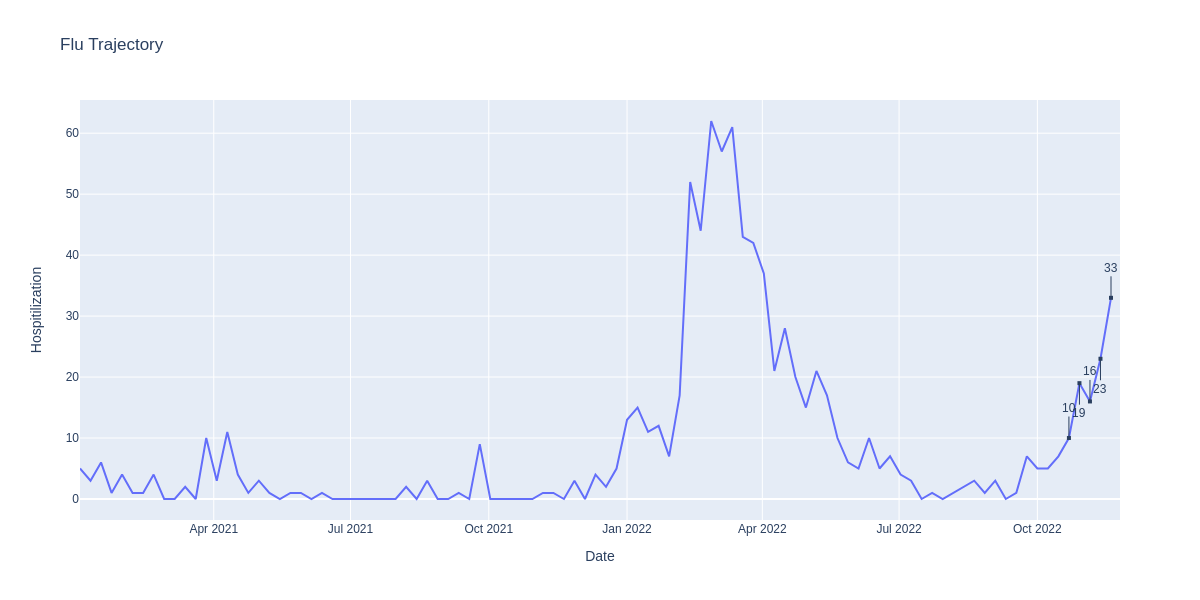 Flu Trajectory
60
50
40
30
20
10
0
Hospitilization
33
16
23
10
19
Apr 2021
Jul 2021
Oct 2021
Jan 2022
Apr 2022
Jul 2022
Oct 2022
Date